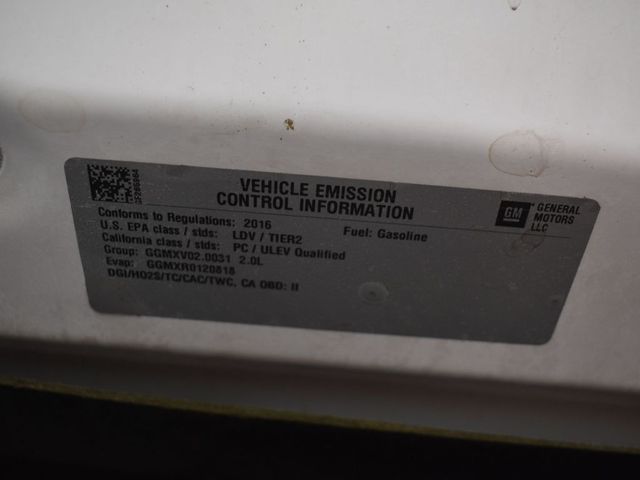 VEHICLE EMISSION
CONTROL INFORMATION
GM
GENERAL
MOTORS
LLC
Conforms to Regulations: 2016
Fuel: Gasoline
U.S. EPA class / stds: LDV / TIER2
California class / stds: PC / ULEV Qualified
Group: GGMXV02.0031 2.0L
Evap: GGMXR0120818
DGI/HO2S/TC/CAC/TWC, CA OBD: II